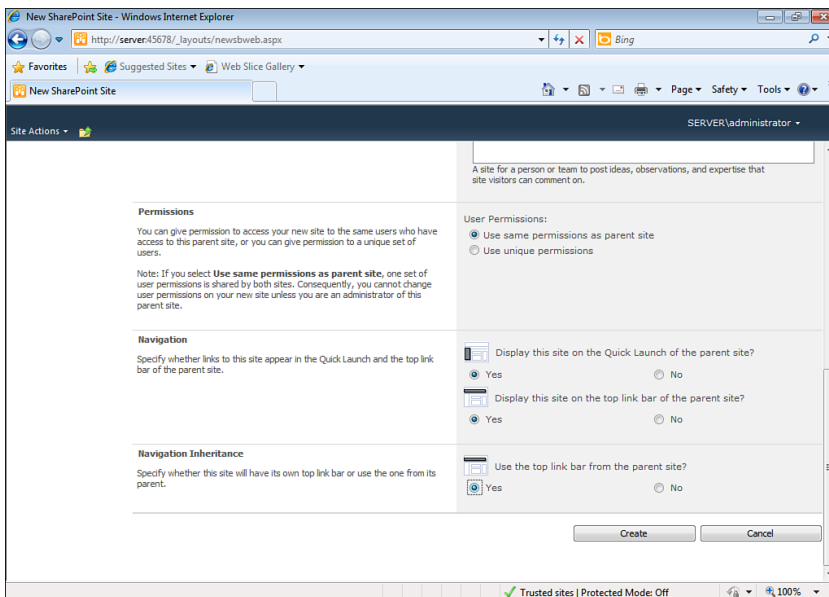 New SharePoint Site - Windows Internet Explorer
http://server:45678/_layouts/newsbweb.aspx
Bing
Favorites
Suggested Sites
Web Slice Gallery
New SharePoint Site
Page
Safety
Tools
SERVER\administrator
Site Actions
A site for a person or team to post ideas, observations, and expertise that
site visitors can comment on.
Permissions
You can give permission to access your new site to the same users who have
access to this parent site, or you can give permission to a unique set of
users.
Note: If you select Use same permissions as parent site, one set of
user permissions is shared by both sites. Consequently, you cannot change
user permissions on your new site unless you are an administrator of this
parent site.
User Permissions:
Use same permissions as parent site
Use unique permissions
Navigation
Specify whether links to this site appear in the Quick Launch and the top link
bar of the parent site.
Display this site on the Quick Launch of the parent site?
Yes No
Display this site on the top link bar of the parent site?
Yes No
Navigation Inheritance
Specify whether this site will have its own top link bar or use the one from its
parent.
Use the top link bar from the parent site?
Yes No
Create Cancel
Trusted sites | Protected Mode: Off
100%